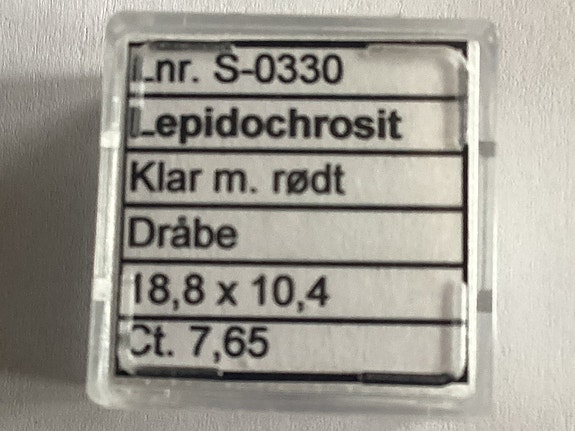 Lnr. S-0330
Lepidochrosit
Klar m. rødt
Dråbe
18,8 x 10,4
Ct. 7,65